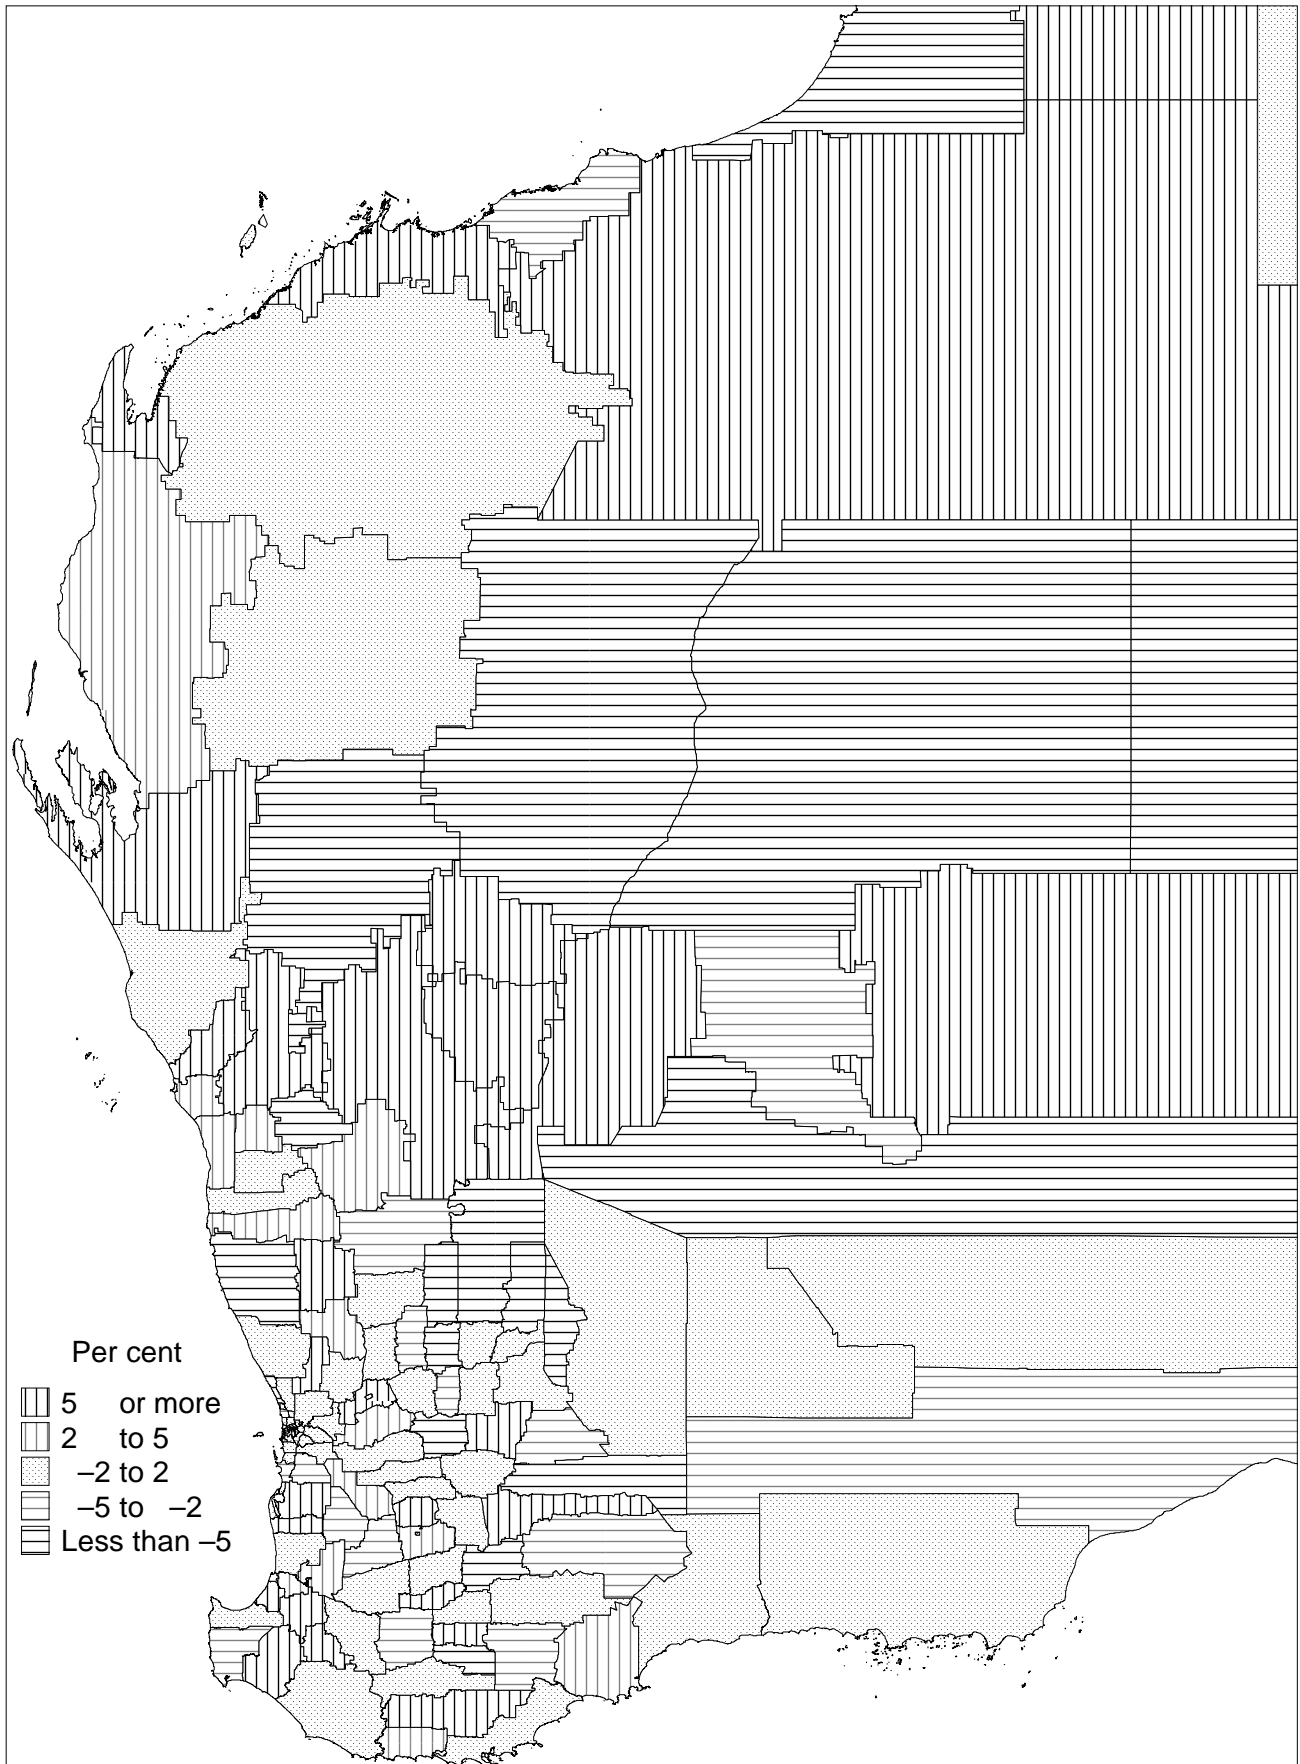 Per cent
5 or more
2 to 5
–2 to 2
–5 to –2
Less than –5